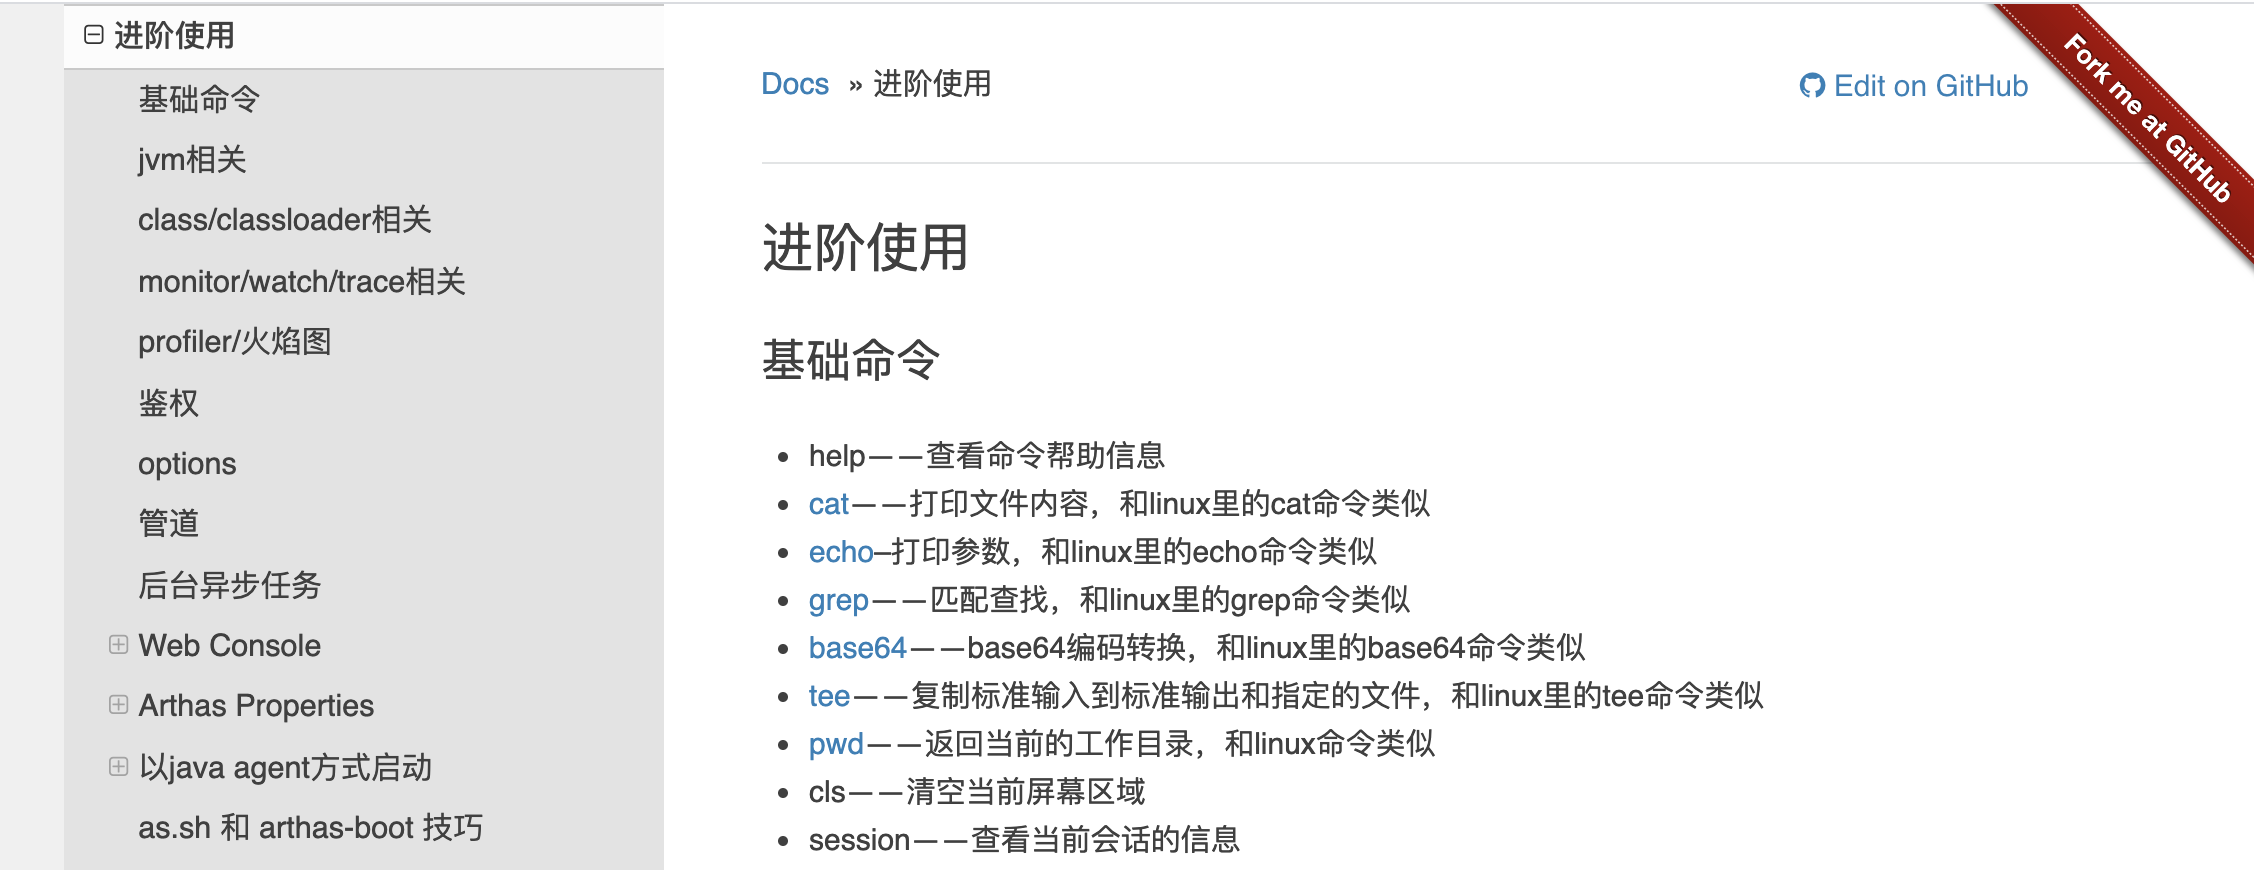 进阶使用
基础命令
jvm相关
class/classloader相关
monitor/watch/trace相关
profiler/火焰图
鉴权
options
管道
后台异步任务
Web Console
Arthas Properties
以java agent方式启动
as.sh 和 arthas-boot 技巧
Docs » 进阶使用
Edit on GitHub
Fork me at GitHub
进阶使用
基础命令
help——查看命令帮助信息
cat——打印文件内容，和linux里的cat命令类似
echo–打印参数，和linux里的echo命令类似
grep——匹配查找，和linux里的grep命令类似
base64——base64编码转换，和linux里的base64命令类似
tee——复制标准输入到标准输出和指定的文件，和linux里的tee命令类似
pwd——返回当前的工作目录，和linux命令类似
cls——清空当前屏幕区域
session——查看当前会话的信息